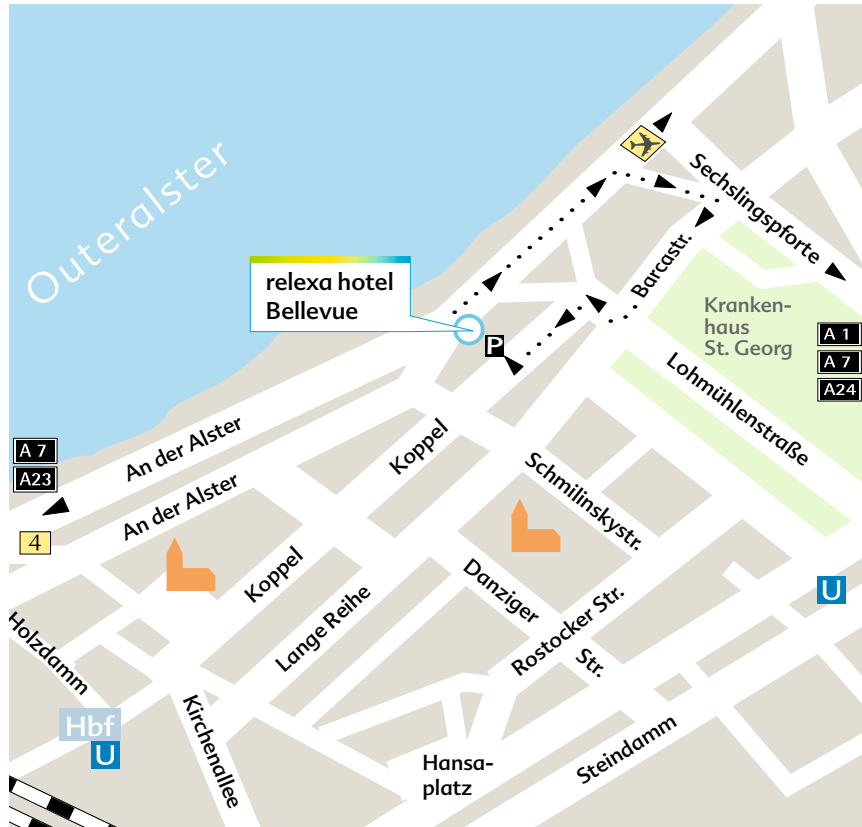 Outeralster
Sechslingspforte
Barcastr.
relexa hotel
Bellevue
Kranken-
haus
St. Georg
A 1
A 7
A24
P
Lohmühlenstraße
An der Alster
Koppel
A 7
A23
4
An der Alster
Schmilinskystr.
Koppel
Danziger
Str.
Lange Reihe
Rostocker Str.
U
Holzdamm
Hbf
U
Kirchenallee
Hansa-
platz
Steindamm